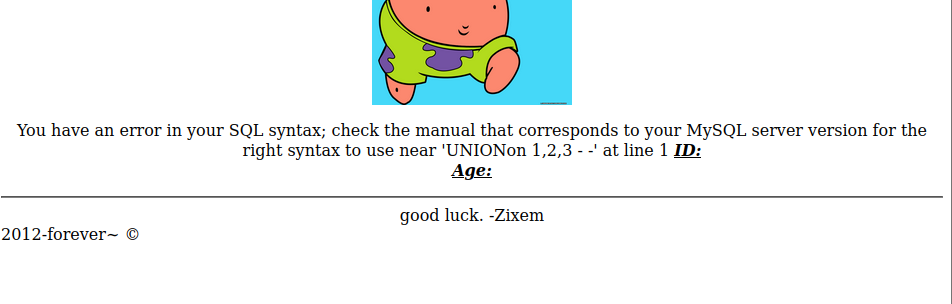 You have an error in your SQL syntax; check the manual that corresponds to your MySQL server version for the
right syntax to use near 'UNIONon 1,2,3 - -' at line 1 ID:
Age:
good luck. -Zixem
2012-forever~ ©